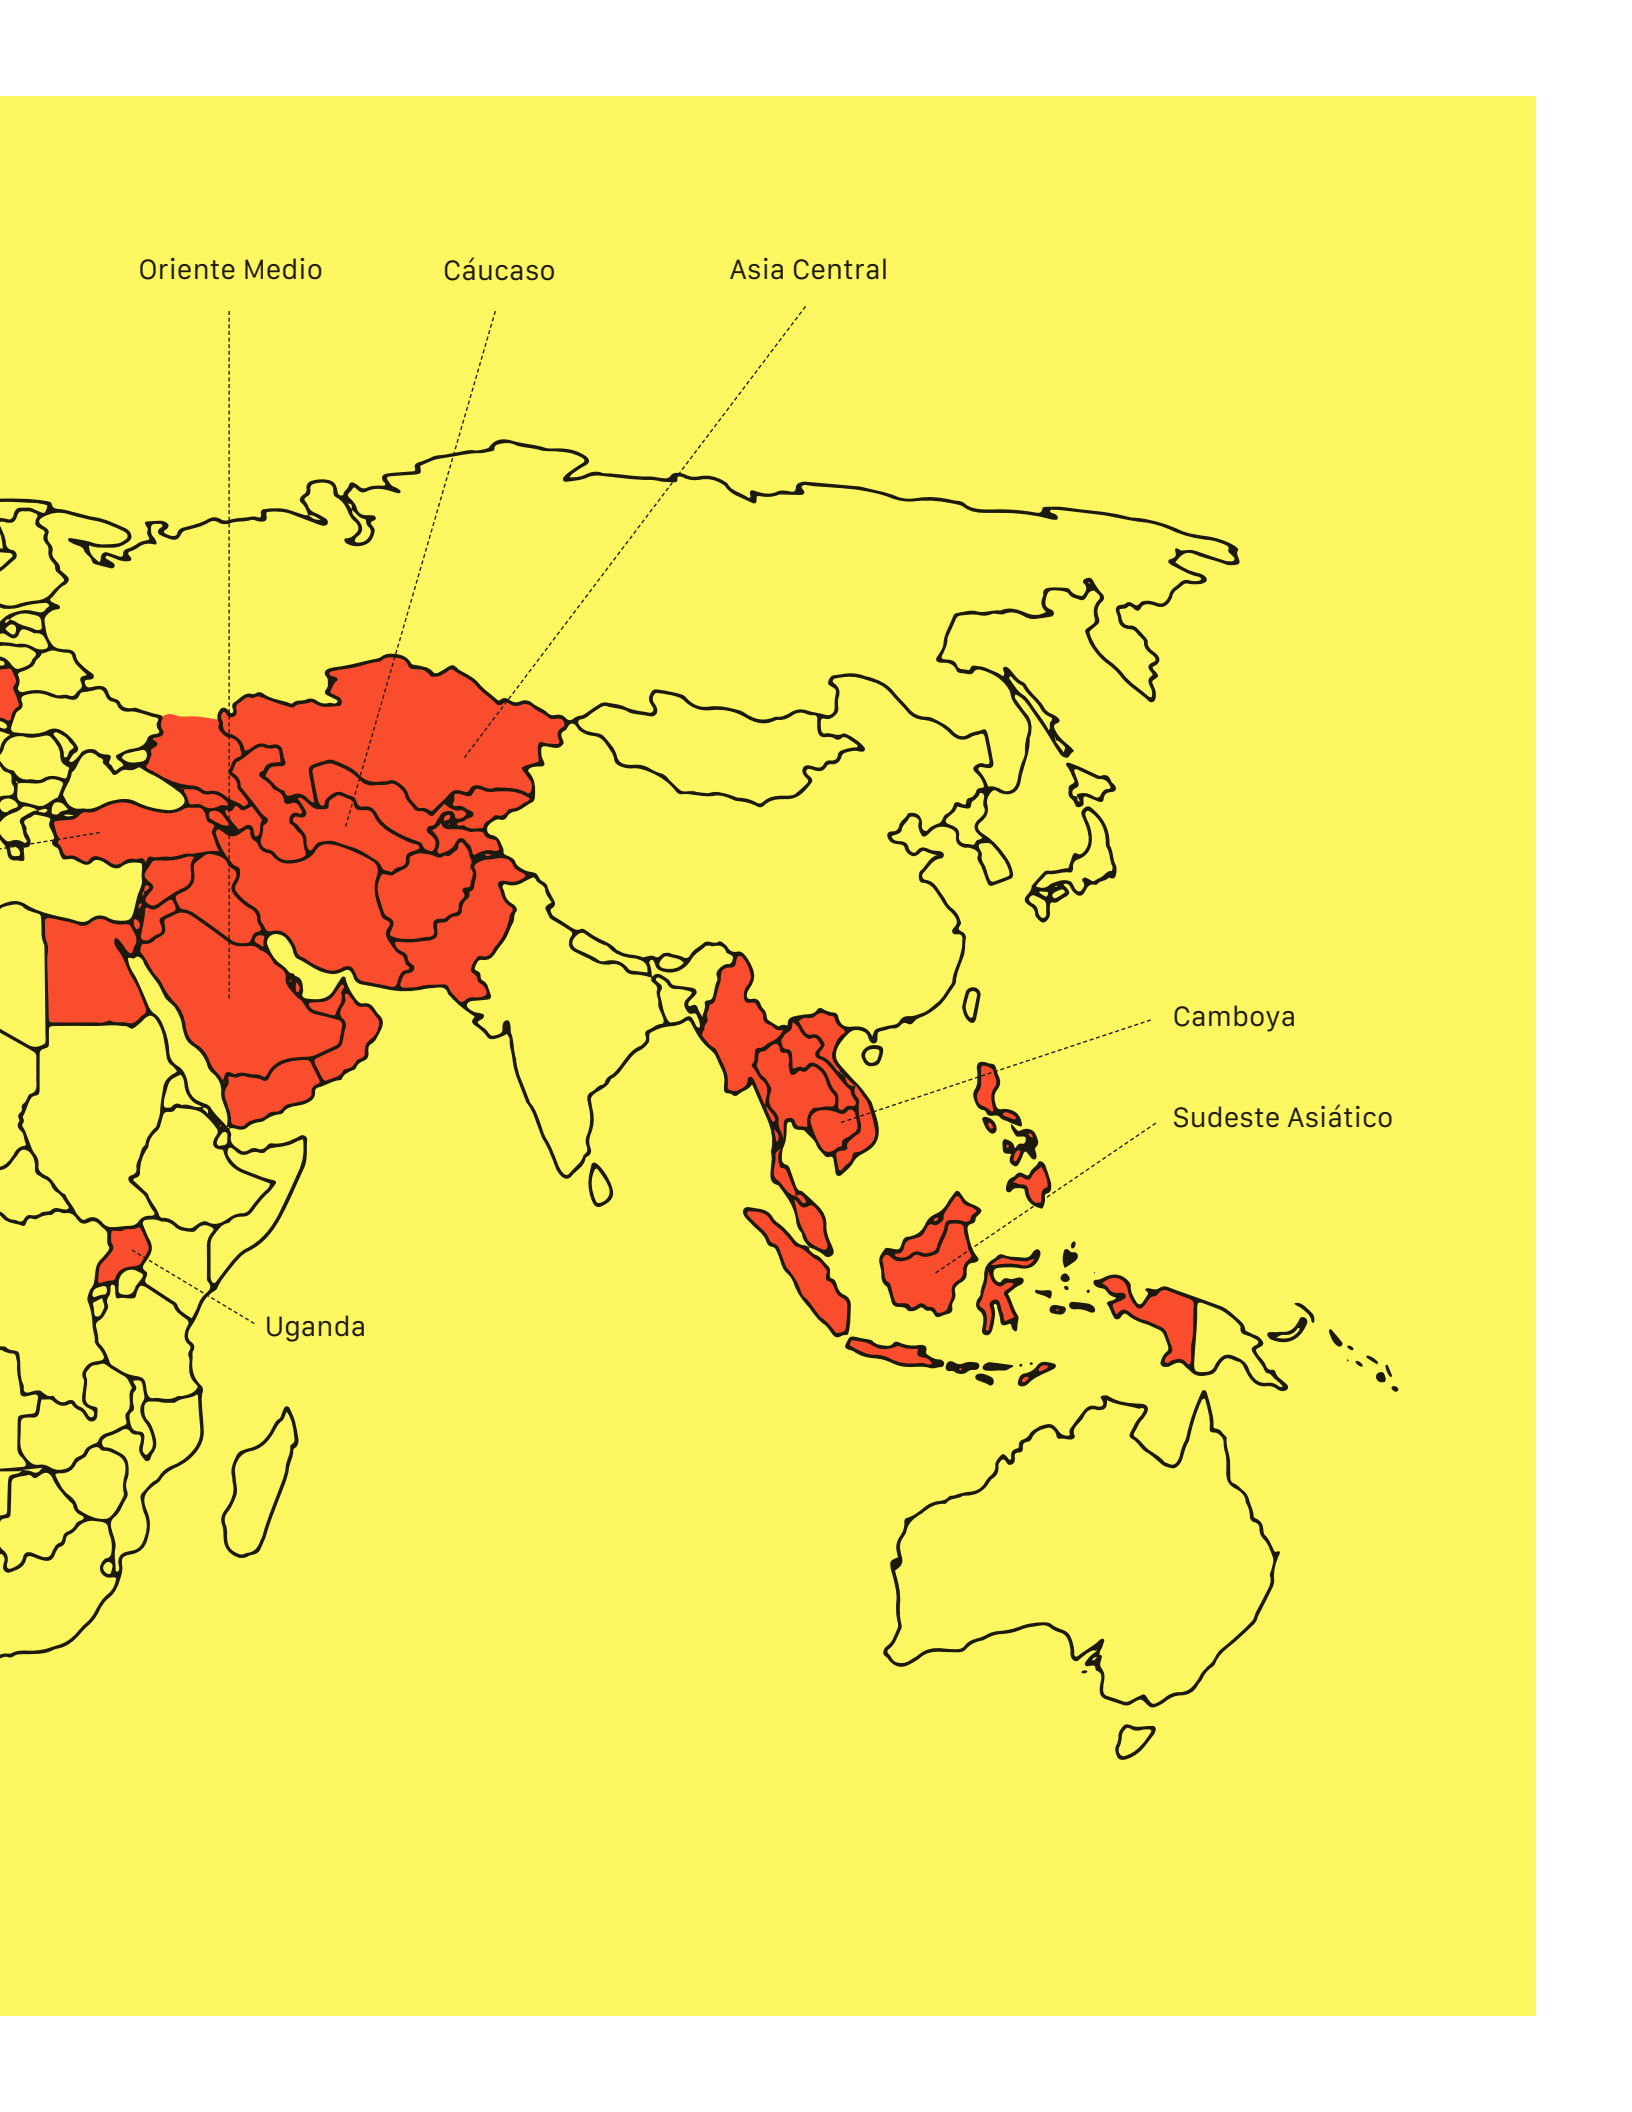 Oriente Medio
Cáucaso
Asia Central
Camboya
Sudeste Asiático
Uganda